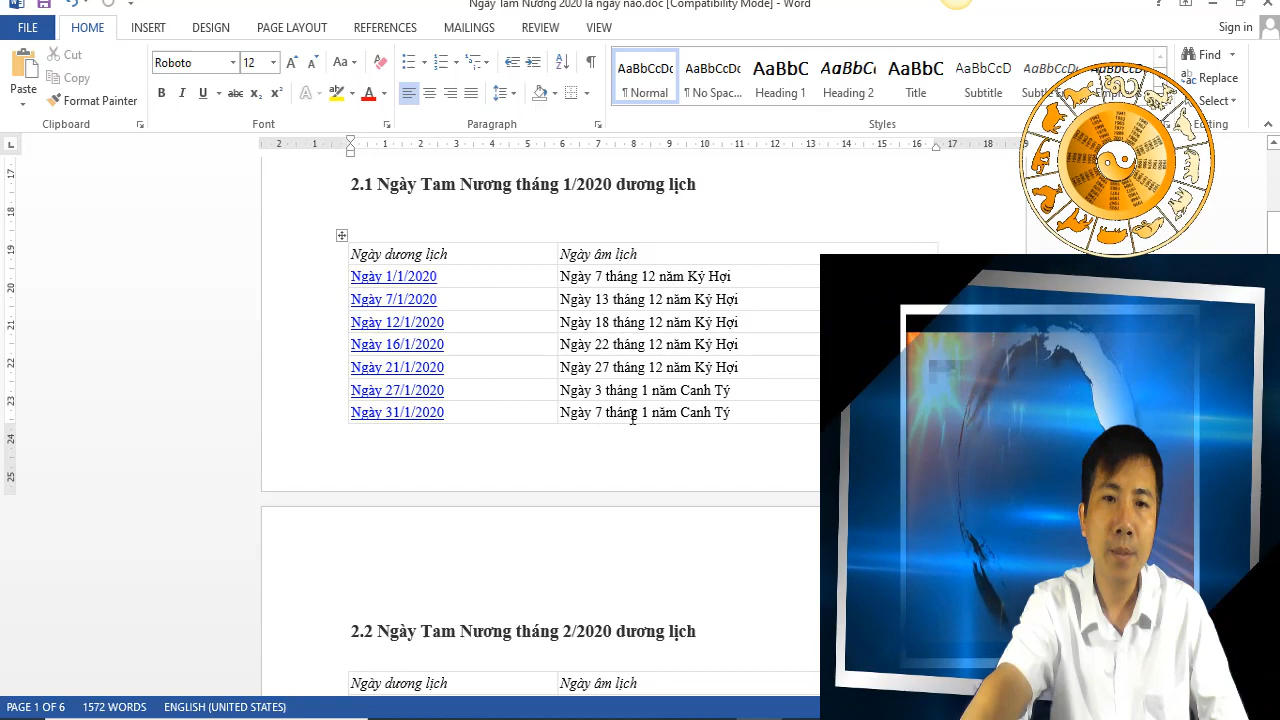 Ngày Tam Nương 2020 là ngày nào.doc [Compatibility Mode] - Word
FILE HOME INSERT DESIGN PAGE LAYOUT REFERENCES MAILINGS REVIEW VIEW Sign in
Paste
Cut
Copy
Format Painter
Clipboard
Roboto 12
Font
Paragraph
AaBbCcDc AaBbCcDc AaBbC AaBbCc AaBbC AaBbCcD
¶ Normal ¶ No Spac... Heading 1 Heading 2 Title Subtitle
Styles
Find
Replace
Select
Editing
2.1 Ngày Tam Nương tháng 1/2020 dương lịch
Ngày dương lịch Ngày âm lịch
Ngày 1/1/2020 Ngày 7 tháng 12 năm Kỷ Hợi
Ngày 7/1/2020 Ngày 13 tháng 12 năm Kỷ Hợi
Ngày 12/1/2020 Ngày 18 tháng 12 năm Kỷ Hợi
Ngày 16/1/2020 Ngày 22 tháng 12 năm Kỷ Hợi
Ngày 21/1/2020 Ngày 27 tháng 12 năm Kỷ Hợi
Ngày 27/1/2020 Ngày 3 tháng 1 năm Canh Tý
Ngày 31/1/2020 Ngày 7 tháng 1 năm Canh Tý
2.2 Ngày Tam Nương tháng 2/2020 dương lịch
Ngày dương lịch Ngày âm lịch
PAGE 1 OF 6 1572 WORDS ENGLISH (UNITED STATES)